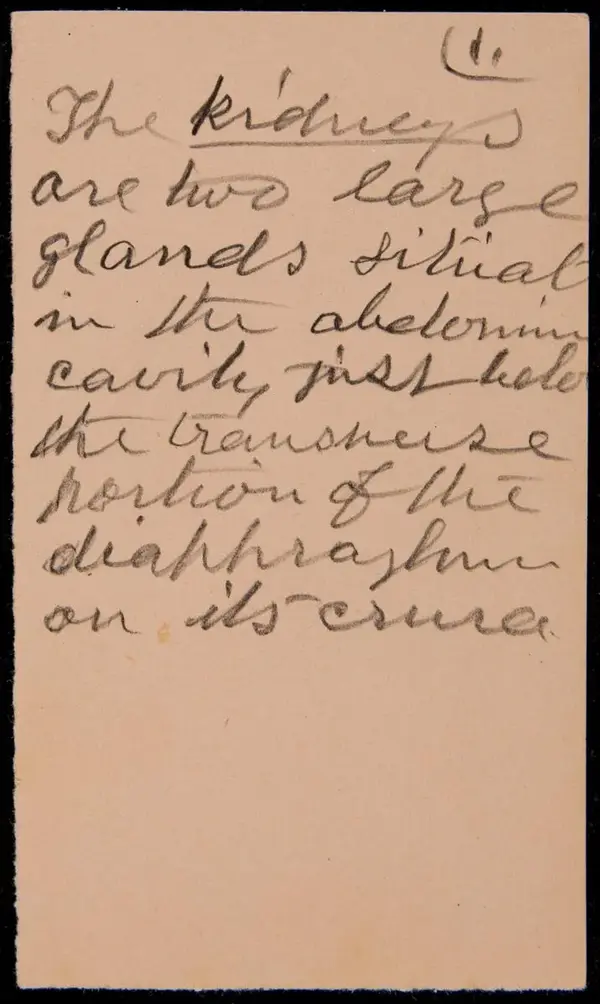 (1.
The kidneys
are two large
glands situat
in the abdomin
cavity just belo
the transverse
portion of the
diaphraghm
on its crura